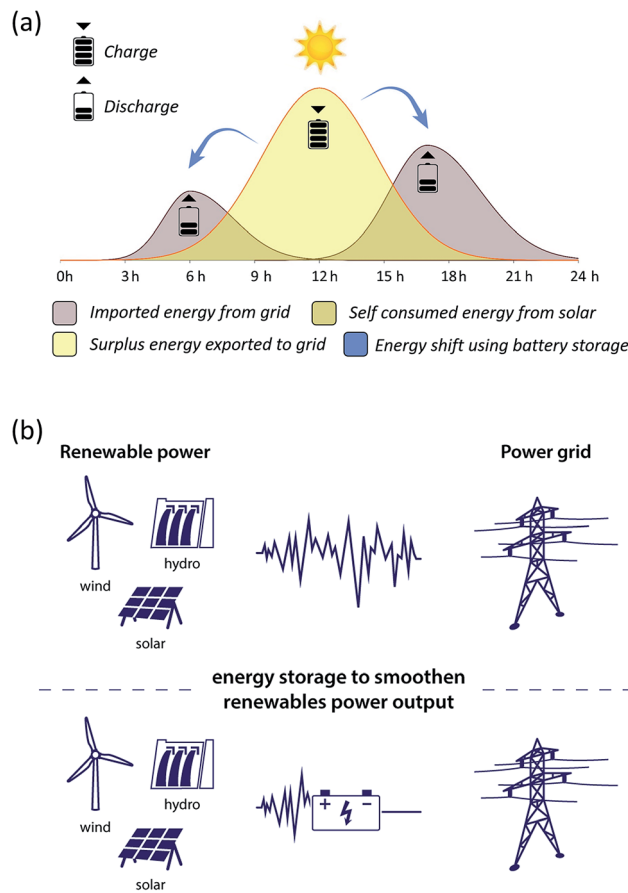 (a)
Charge
Discharge
0h 3 h 6 h 9 h 12 h 15 h 18 h 21 h 24 h
Imported energy from grid
Self consumed energy from solar
Surplus energy exported to grid
Energy shift using battery storage
(b)
Renewable power
Power grid
wind
hydro
solar
energy storage to smoothen
renewables power output
wind
hydro
+ −
solar